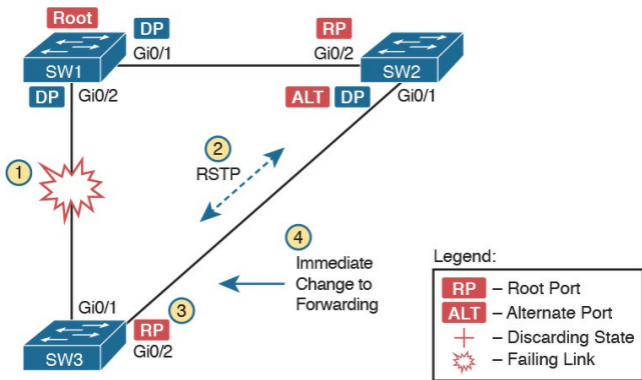 Root
DP
RP
Gi0/1
Gi0/2
SW1
SW2
DP
Gi0/2
ALT
DP
Gi0/1
1
2
RSTP
4
Immediate
Change to
Forwarding
Gi0/1
3
RP
Gi0/2
SW3
Legend:
RP – Root Port
ALT – Alternate Port
– Discarding State
– Failing Link